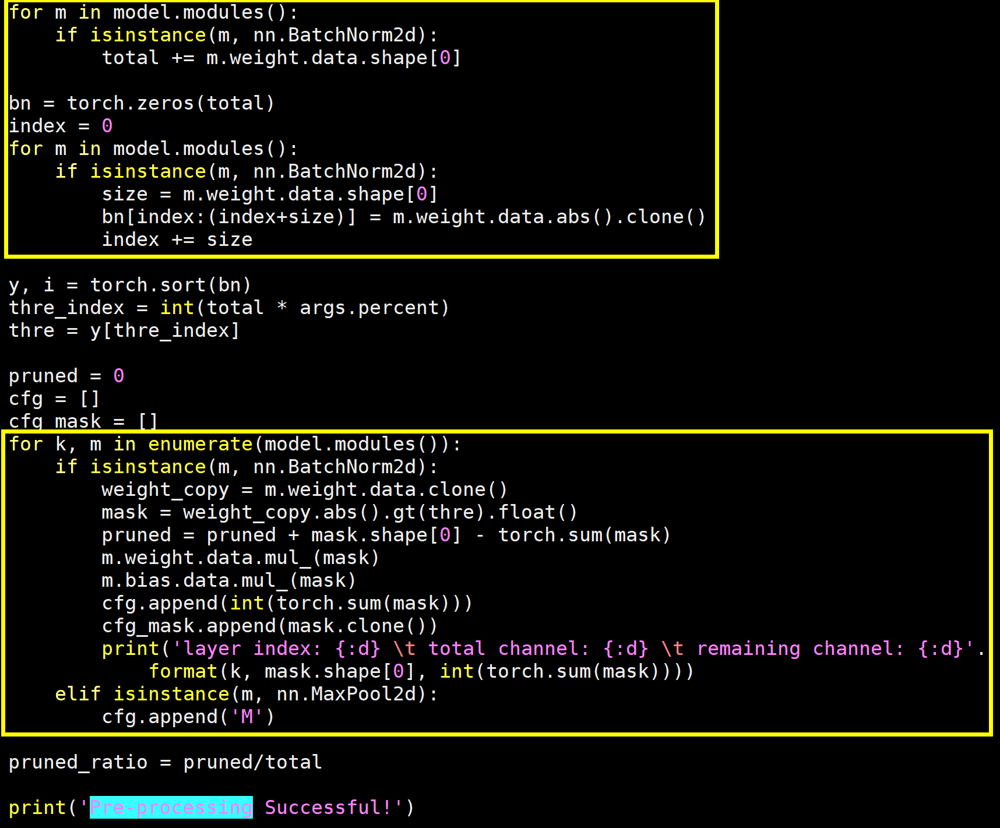 for m in model.modules():
    if isinstance(m, nn.BatchNorm2d):
        total += m.weight.data.shape[0]

bn = torch.zeros(total)
index = 0
for m in model.modules():
    if isinstance(m, nn.BatchNorm2d):
        size = m.weight.data.shape[0]
        bn[index:(index+size)] = m.weight.data.abs().clone()
        index += size

y, i = torch.sort(bn)
thre_index = int(total * args.percent)
thre = y[thre_index]

pruned = 0
cfg = []
cfg_mask = []
for k, m in enumerate(model.modules()):
    if isinstance(m, nn.BatchNorm2d):
        weight_copy = m.weight.data.clone()
        mask = weight_copy.abs().gt(thre).float()
        pruned = pruned + mask.shape[0] - torch.sum(mask)
        m.weight.data.mul_(mask)
        m.bias.data.mul_(mask)
        cfg.append(int(torch.sum(mask)))
        cfg_mask.append(mask.clone())
        print('layer index: {:d} \t total channel: {:d} \t remaining channel: {:d}'.
            format(k, mask.shape[0], int(torch.sum(mask))))
    elif isinstance(m, nn.MaxPool2d):
        cfg.append('M')

pruned_ratio = pruned/total

print('Pre-processing Successful!')